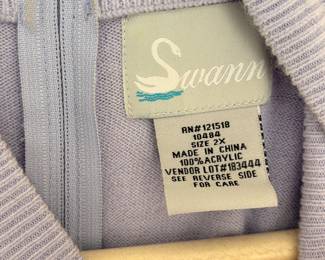 Swann
RN#121518
10484
SIZE 2X
MADE IN CHINA
100%ACRYLIC
VENDOR LOT#183444
SEE REVERSE SIDE
FOR CARE